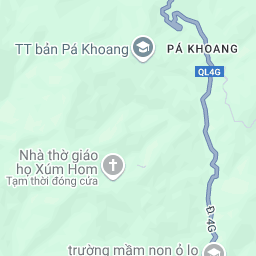 TT bản Pá Khoang
PÁ KHOANG
QL4G
Nhà thờ giáo
họ Xúm Hom
Tạm thời đóng cửa
Đ. 4G
trường mầm non ỏ lo